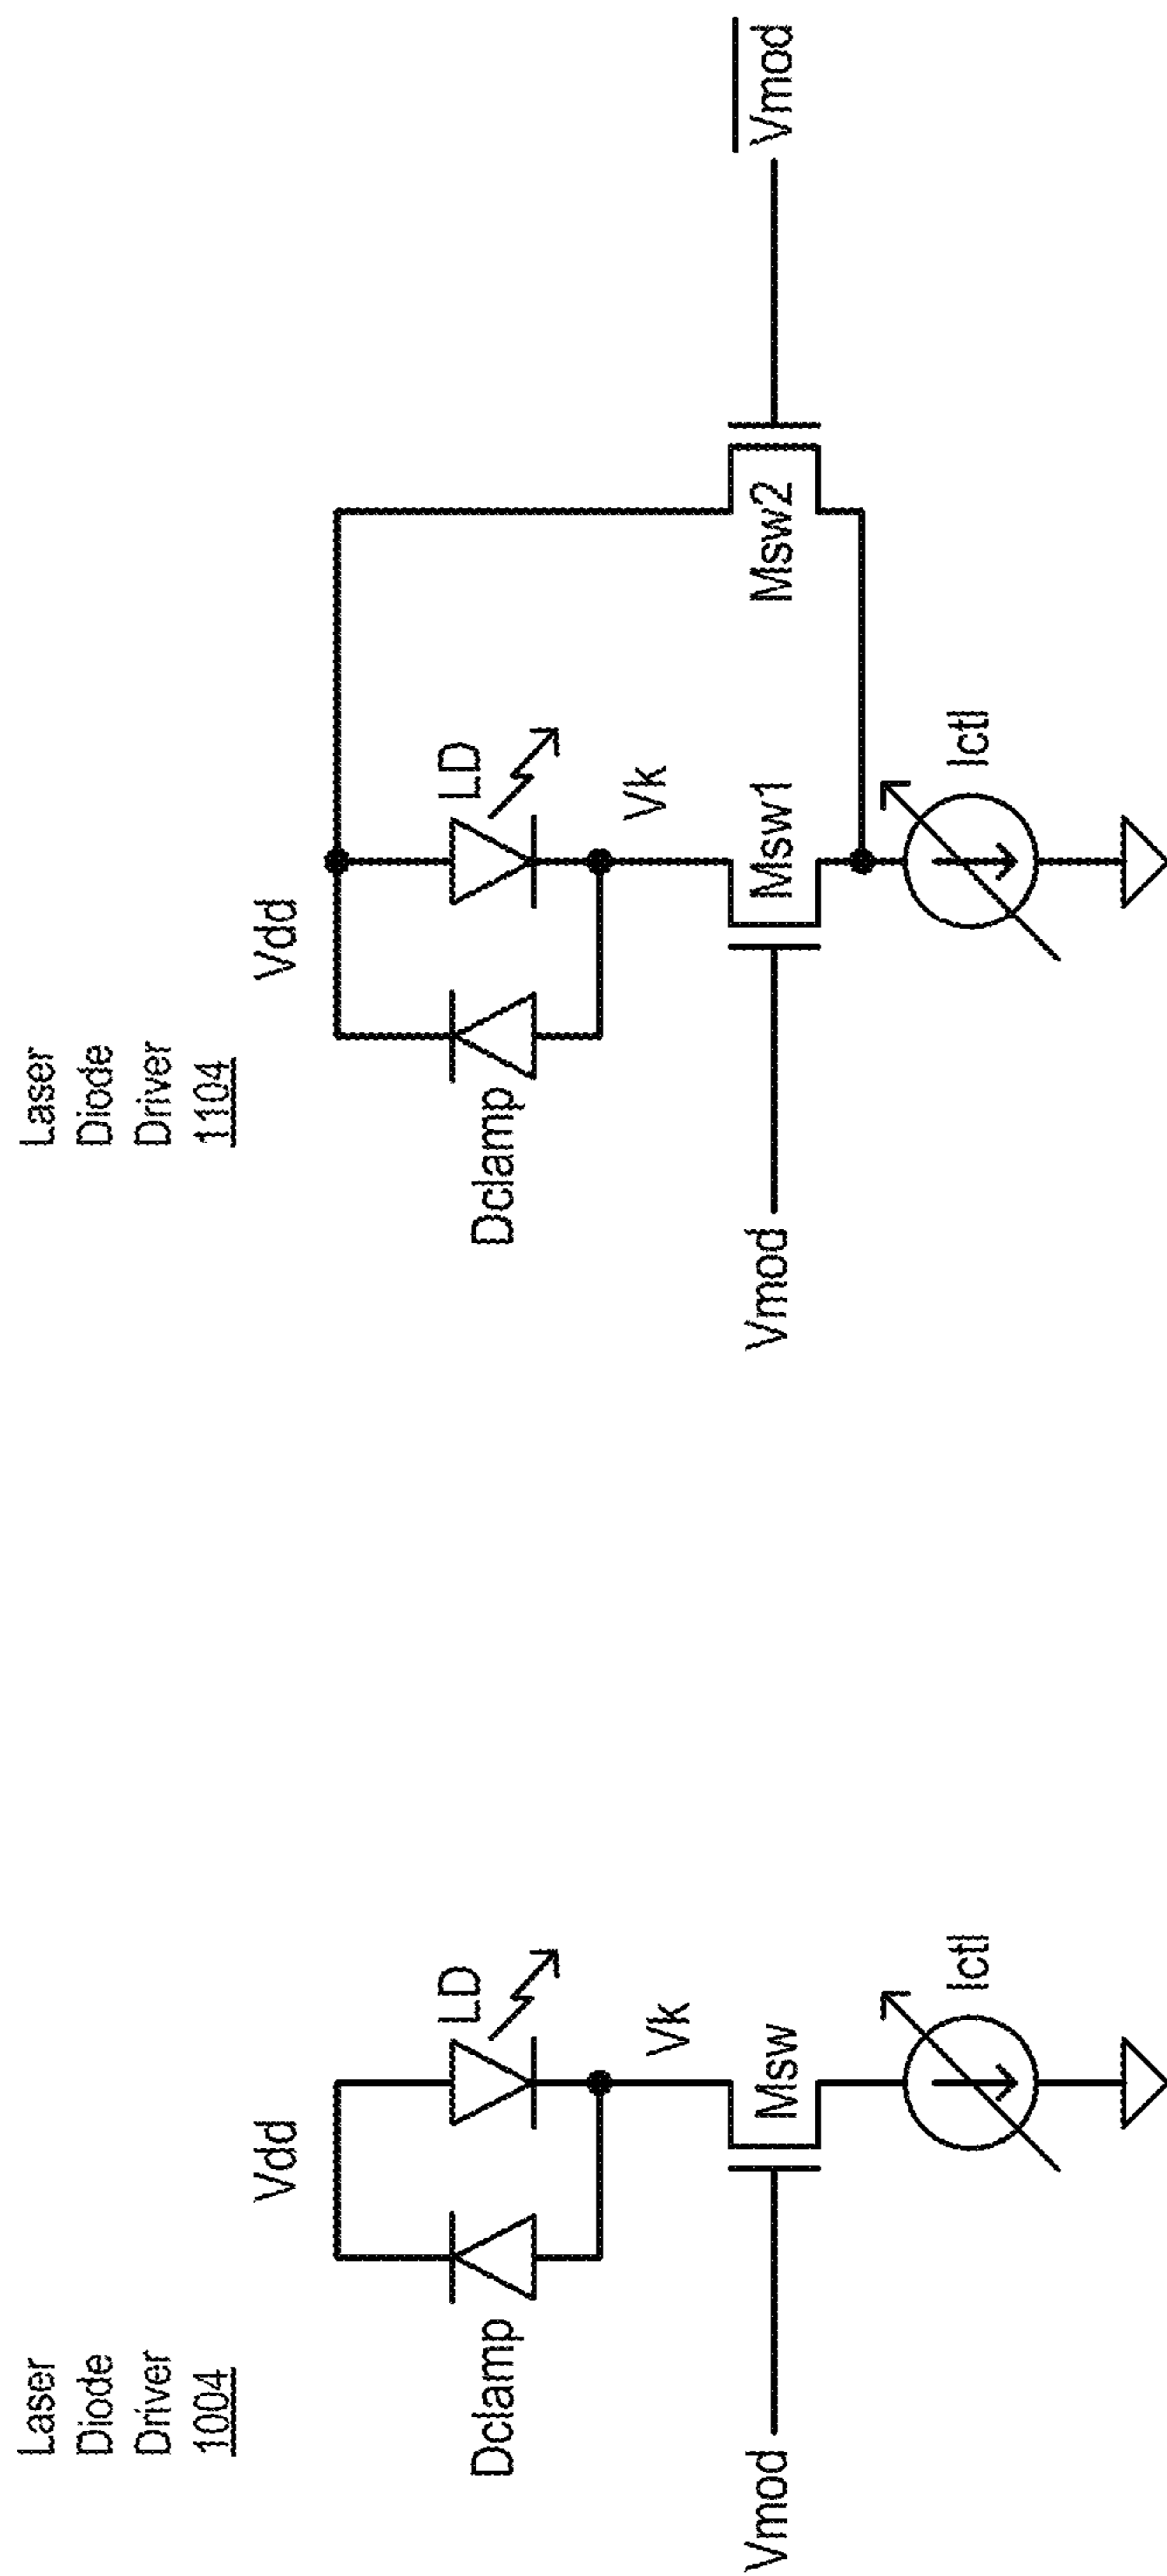 Laser
Diode
Driver
1004
Vdd
LD
Dclamp
Vk
Vmod
Msw
Ictl
Laser
Diode
Driver
1104
Vdd
LD
Dclamp
Vk
Vmod
Msw1
Msw2
Vmod
Ictl